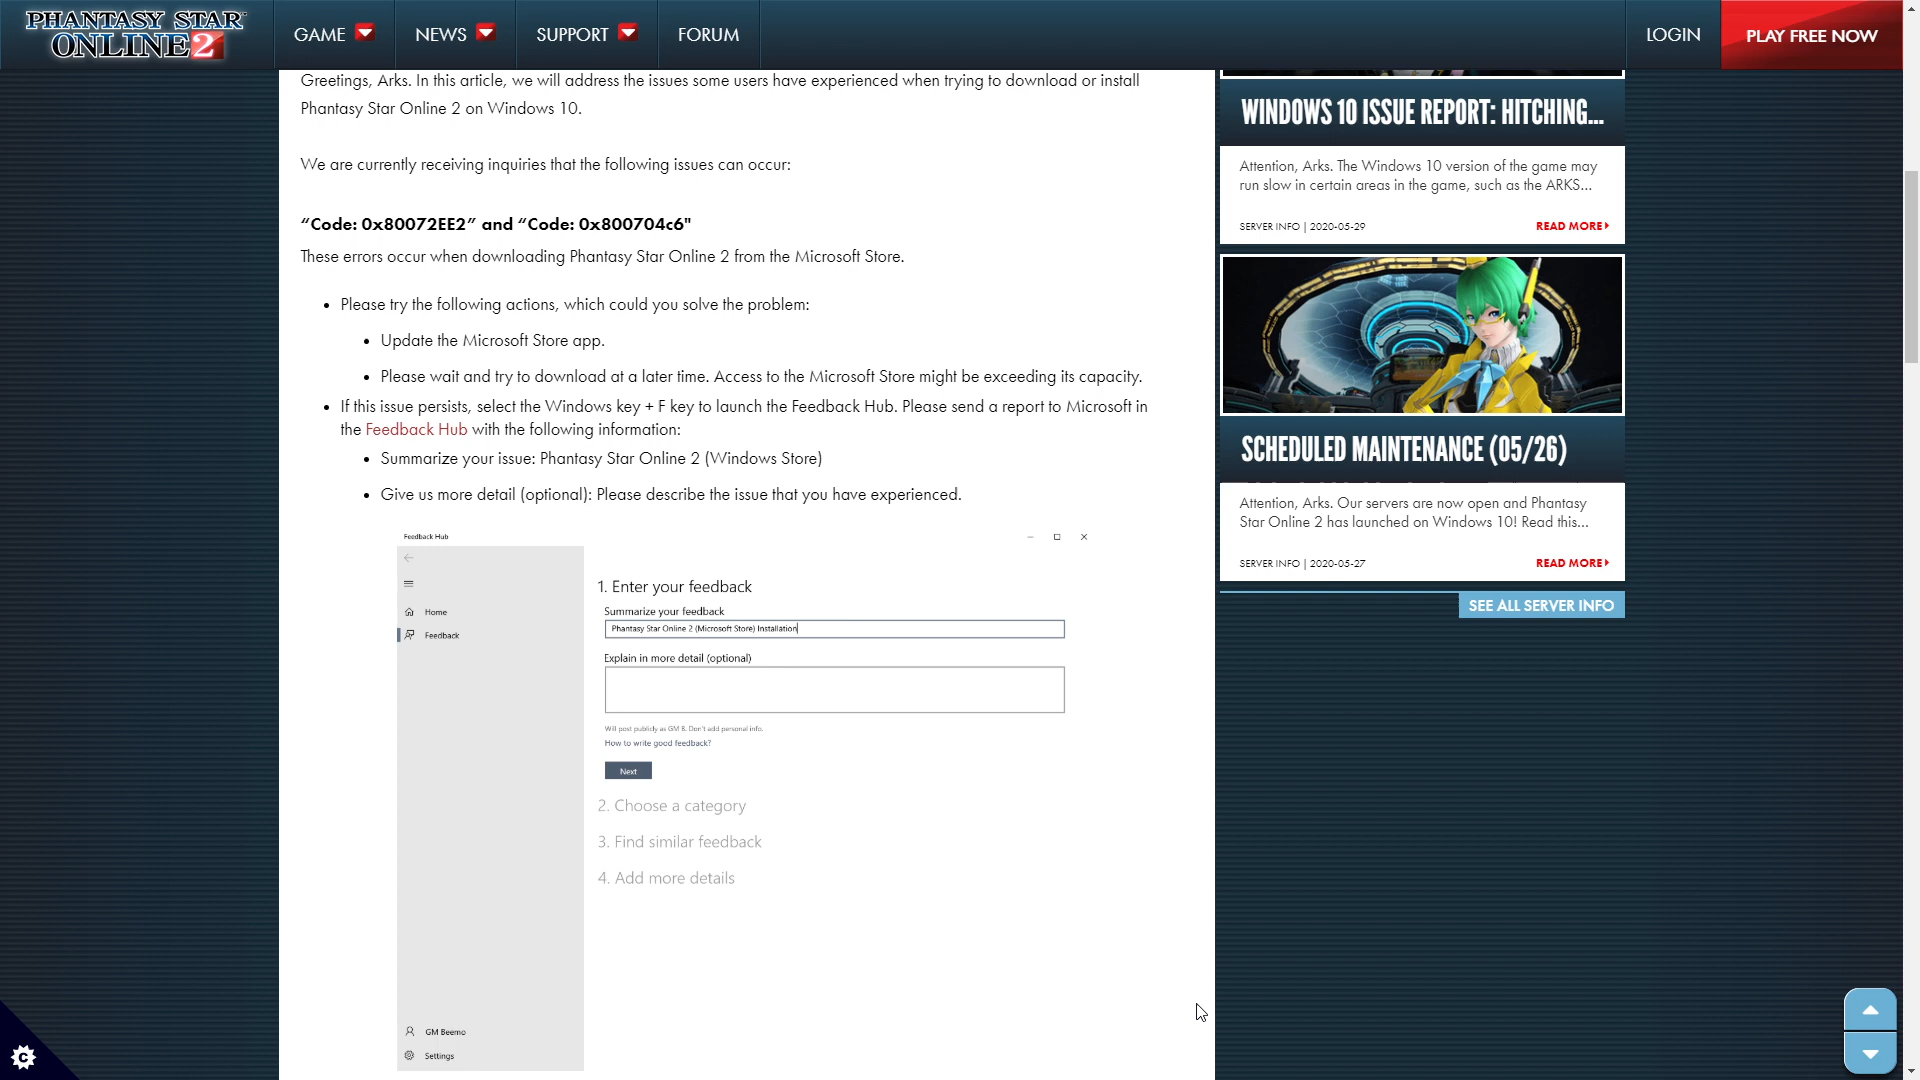 PHANTASY STAR
ONLINE 2
GAME
NEWS
SUPPORT
FORUM
LOGIN
PLAY FREE NOW
Greetings, Arks. In this article, we will address the issues some users have experienced when trying to download or install
Phantasy Star Online 2 on Windows 10.
We are currently receiving inquiries that the following issues can occur:
“Code: 0x80072EE2” and “Code: 0x800704c6"
These errors occur when downloading Phantasy Star Online 2 from the Microsoft Store.
• Please try the following actions, which could you solve the problem:
• Update the Microsoft Store app.
• Please wait and try to download at a later time. Access to the Microsoft Store might be exceeding its capacity.
• If this issue persists, select the Windows key + F key to launch the Feedback Hub. Please send a report to Microsoft in
the Feedback Hub with the following information:
• Summarize your issue: Phantasy Star Online 2 (Windows Store)
• Give us more detail (optional): Please describe the issue that you have experienced.
Feedback Hub
Home
Feedback
1. Enter your feedback
Summarize your feedback
Phantasy Star Online 2 (Microsoft Store) Installation
Explain in more detail (optional)
Will post publicly as GM B. Don't add personal info.
How to write good feedback?
Next
2. Choose a category
3. Find similar feedback
4. Add more details
GM Beemo
Settings
WINDOWS 10 ISSUE REPORT: HITCHING...
Attention, Arks. The Windows 10 version of the game may
run slow in certain areas in the game, such as the ARKS...
SERVER INFO | 2020-05-29
READ MORE
SCHEDULED MAINTENANCE (05/26)
Attention, Arks. Our servers are now open and Phantasy
Star Online 2 has launched on Windows 10! Read this...
SERVER INFO | 2020-05-27
READ MORE
SEE ALL SERVER INFO